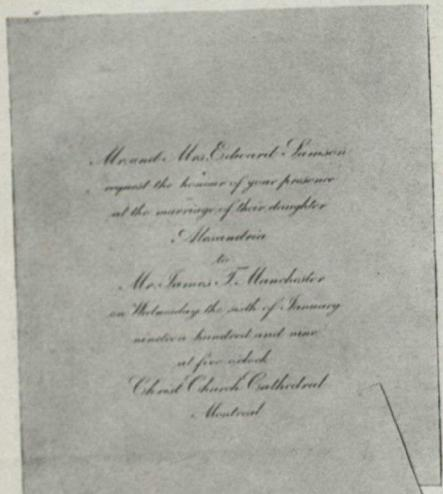 Mr. and Mrs. Edward Samson
request the honour of your presence
at the marriage of their daughter
Alexandria
to
Mr. James T. Manchester
on Wednesday the sixth of January
nineteen hundred and nine
at five o'clock
Christ Church Cathedral
Montreal